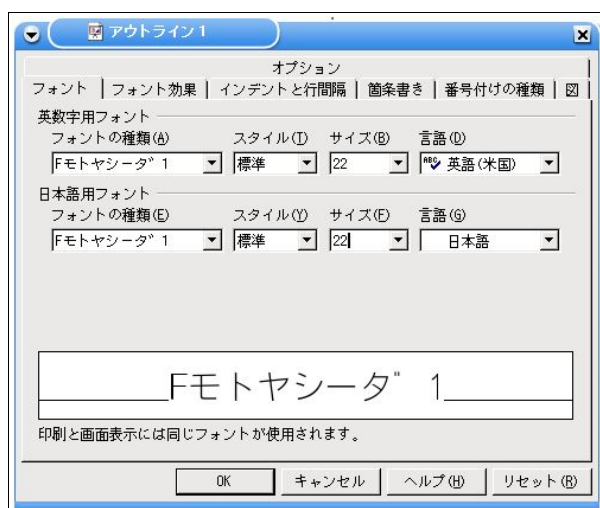 アウトライン 1
オプション
フォント フォント効果 インデントと行間隔 箇条書き 番号付けの種類 図
英数字用フォント
フォントの種類(A) スタイル(T) サイズ(B) 言語(D)
Fモトヤシータ゛1 標準 22 ABC 英語(米国)
日本語用フォント
フォントの種類(E) スタイル(Y) サイズ(F) 言語(G)
Fモトヤシータ゛1 標準 22 日本語
Fモトヤシータ゛1
印刷と画面表示には同じフォントが使用されます。
OK キャンセル ヘルプ(H) リセット(R)